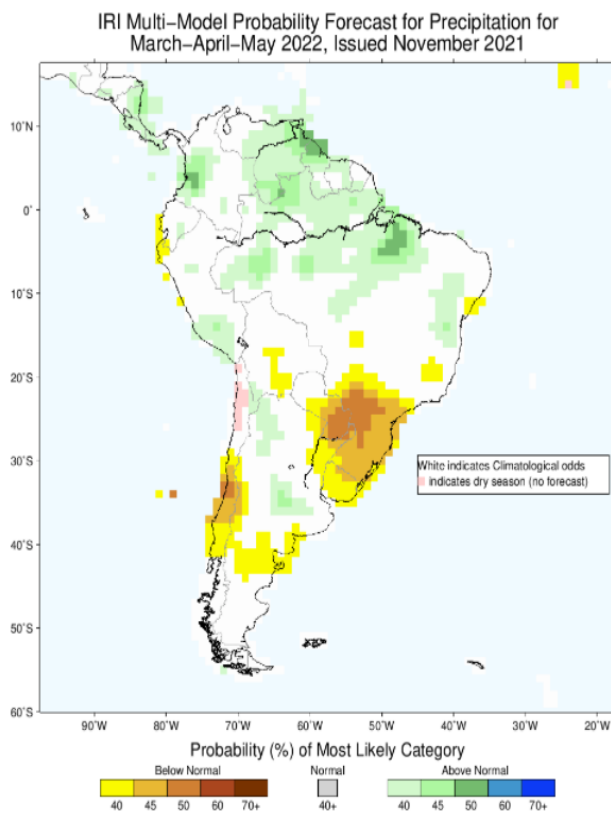 IRI Multi-Model Probability Forecast for Precipitation for
March-April-May 2022, Issued November 2021
10°N
0°
10°S
20°S
30°S
40°S
50°S
60°S
White indicates Climatological odds
indicates dry season (no forecast)
90°W 80°W 70°W 60°W 50°W 40°W 30°W 20°W
Probability (%) of Most Likely Category
Below Normal Normal Above Normal
40 45 50 60 70+ 40+ 40 45 50 60 70+